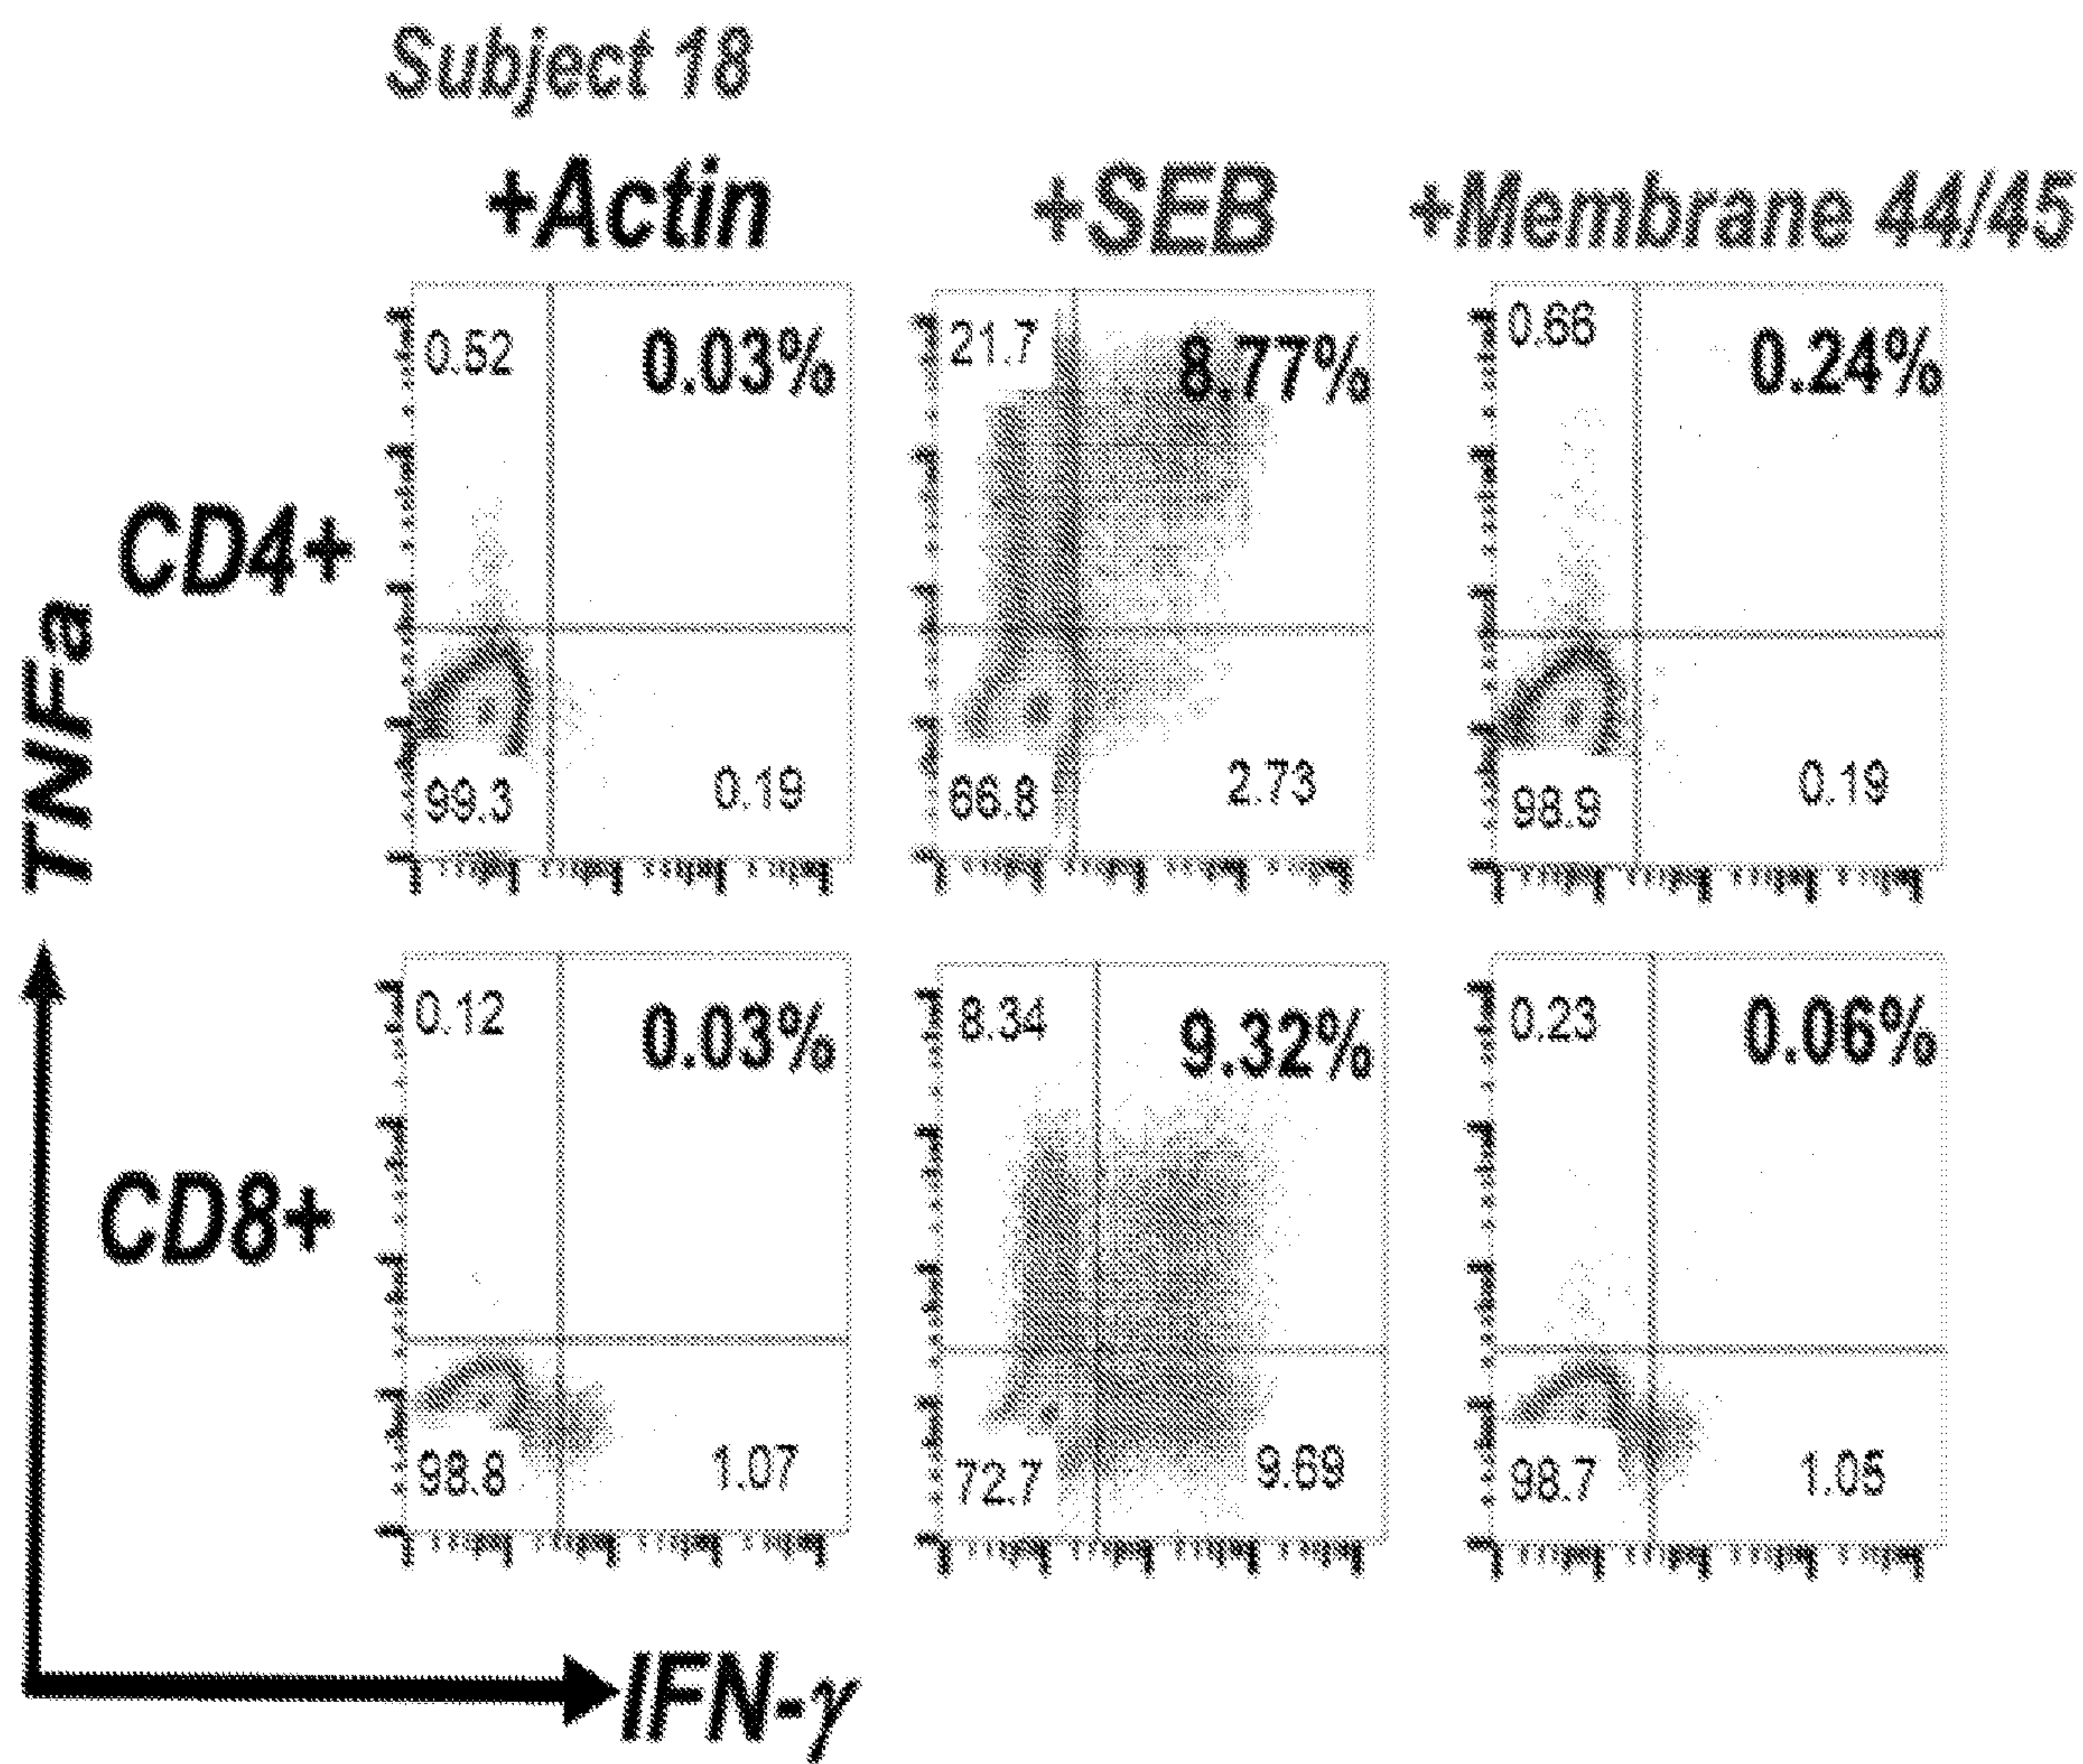 Subject 18
+Actin +SEB +Membrane 44/45
TNFa
CD4+
0.52 0.03%
99.3 0.19
21.7 8.77%
66.8 2.73
0.66 0.24%
98.9 0.19
CD8+
0.12 0.03%
98.8 1.07
8.34 9.32%
72.7 9.69
0.23 0.06%
98.7 1.05
IFN-γ